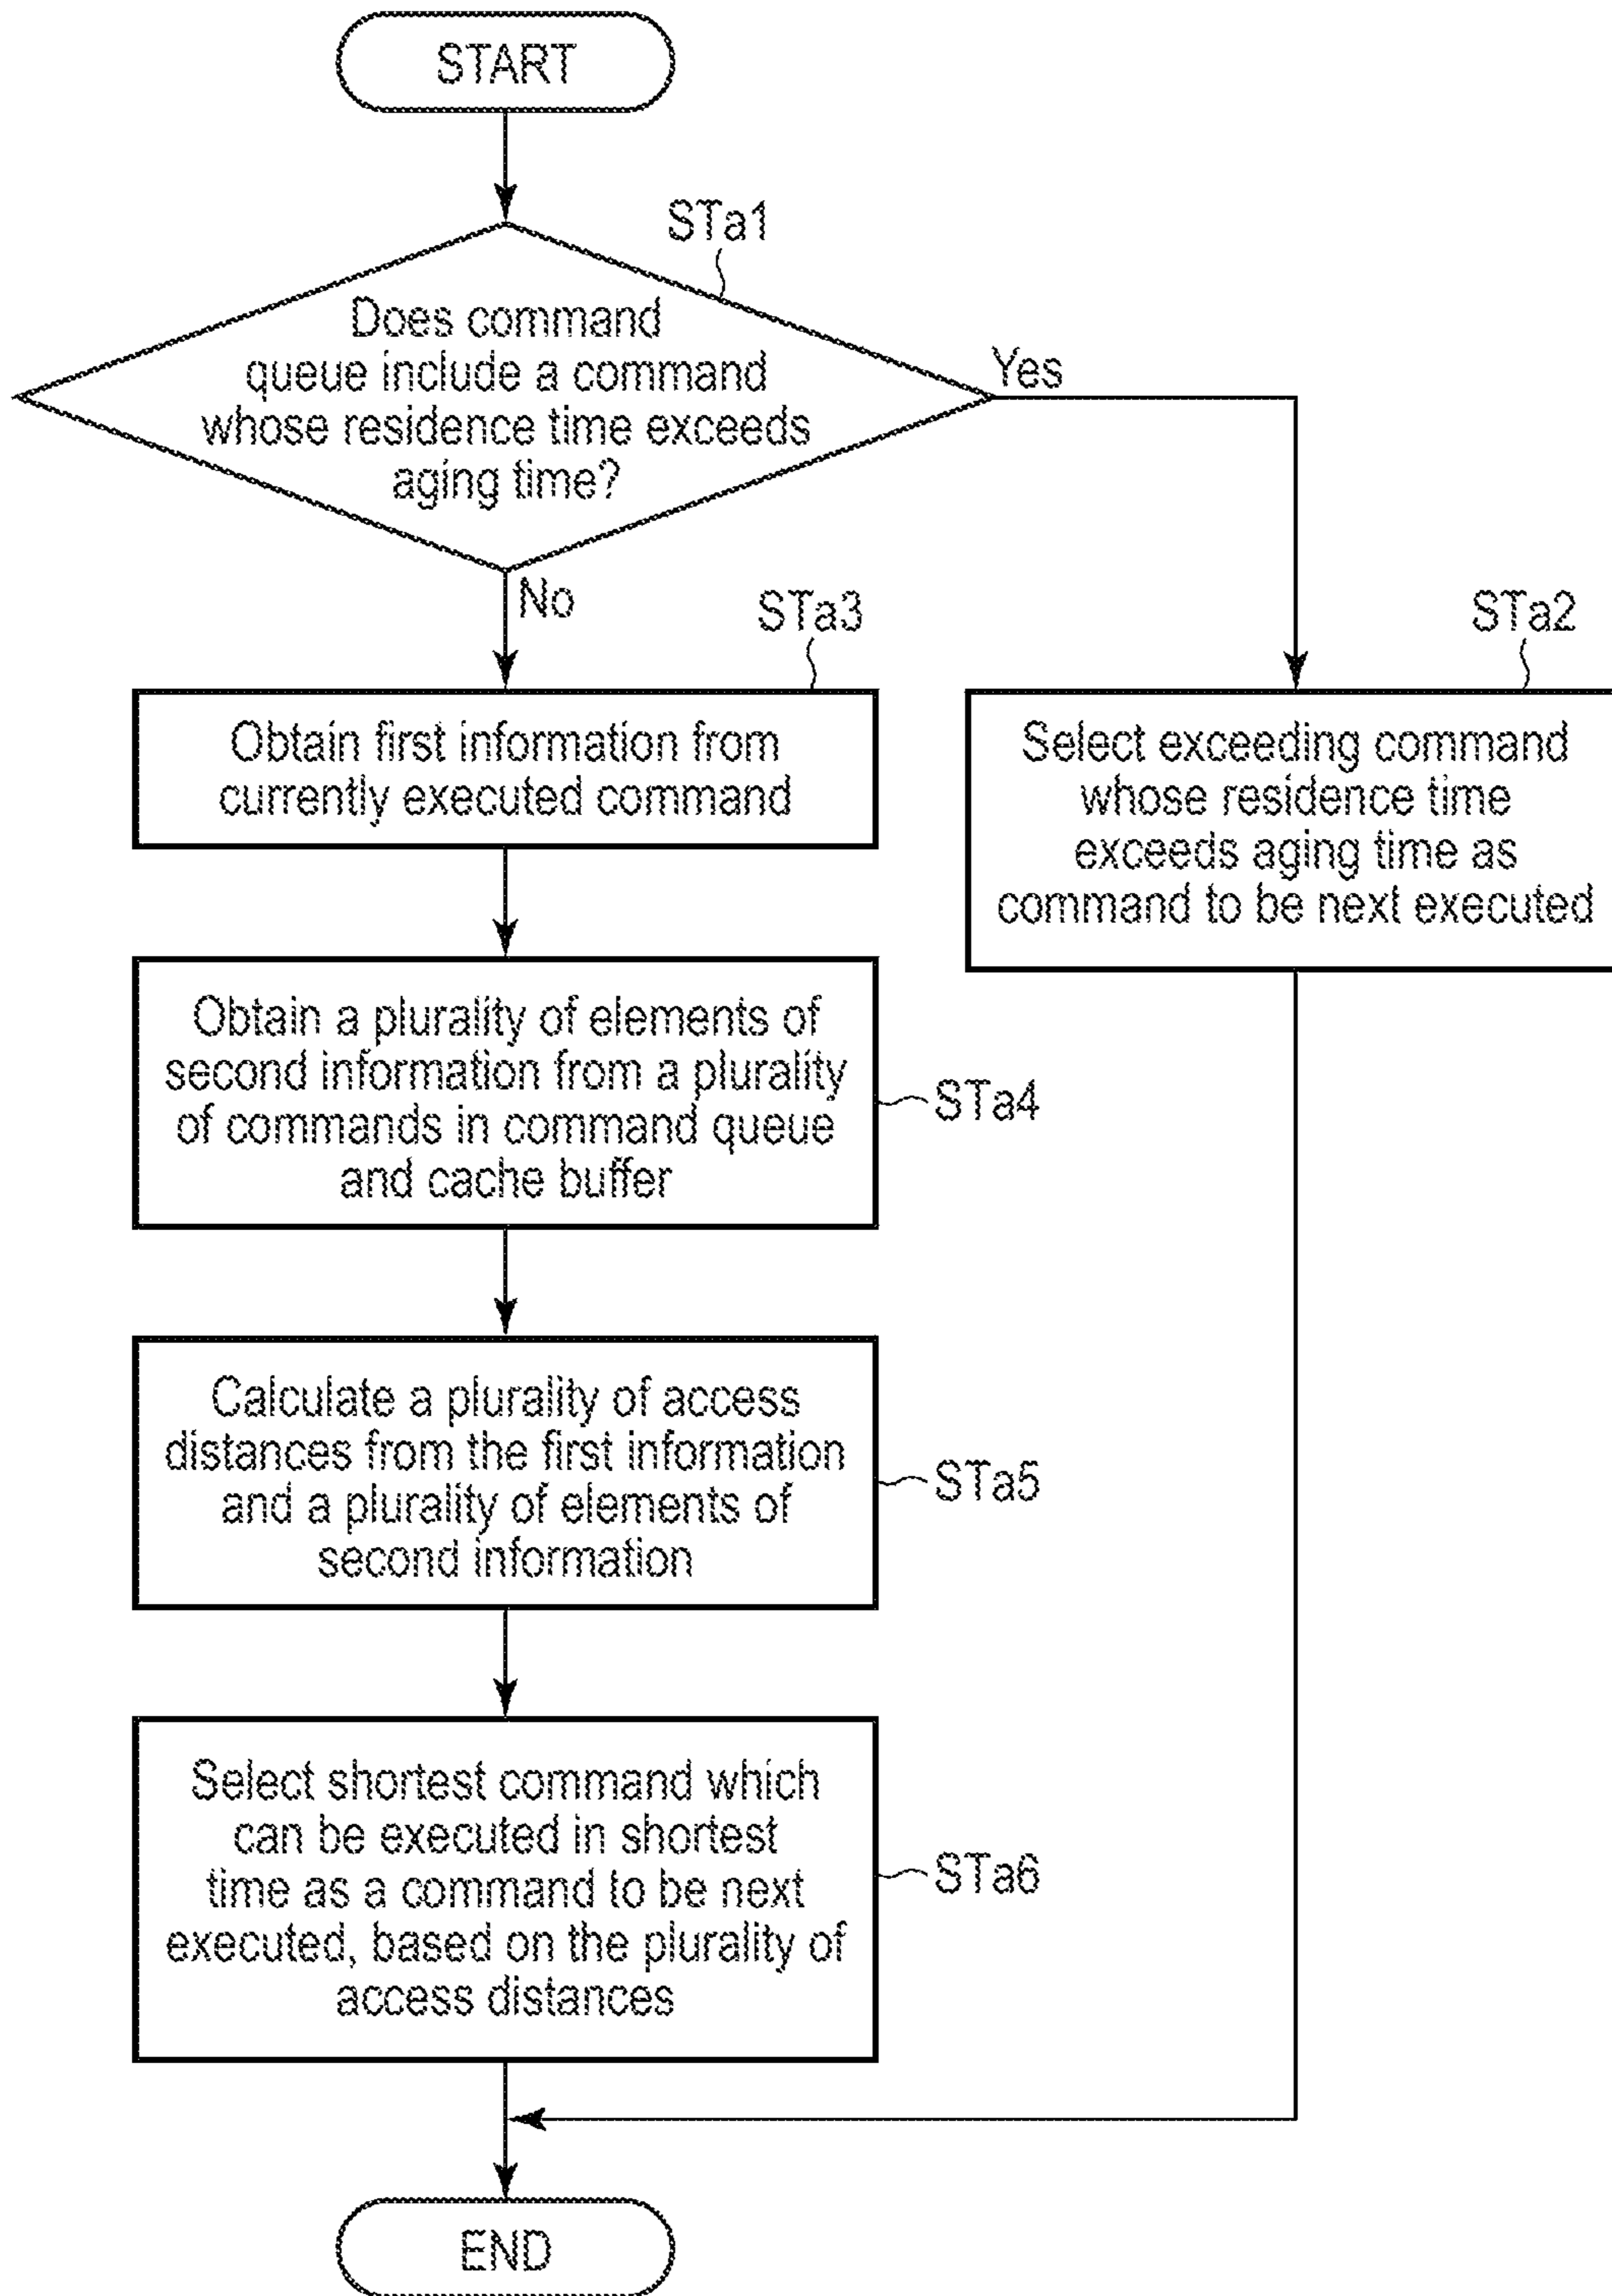 START
STa1
Does command
queue include a command
whose residence time exceeds
aging time?
Yes
No
STa3
Obtain first information from
currently executed command
STa2
Select exceeding command
whose residence time
exceeds aging time as
command to be next executed
Obtain a plurality of elements of
second information from a plurality
of commands in command queue
and cache buffer
STa4
Calculate a plurality of access
distances from the first information
and a plurality of elements of
second information
STa5
Select shortest command which
can be executed in shortest
time as a command to be next
executed, based on the plurality of
access distances
STa6
END